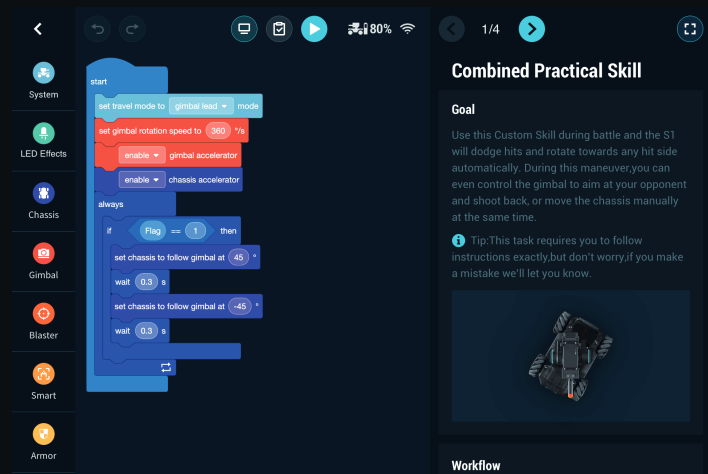 80%
1/4
System
LED Effects
Chassis
Gimbal
Blaster
Smart
Armor
start
set travel mode to gimbal lead mode
set gimbal rotation speed to 360 °/s
enable gimbal accelerator
enable chassis accelerator
always
if Flag == 1 then
set chassis to follow gimbal at 45 °
wait 0.3 s
set chassis to follow gimbal at -45 °
wait 0.3 s
Combined Practical Skill
Goal
Use this Custom Skill during battle and the S1
will dodge hits and rotate towards any hit side
automatically. During this maneuver,you can
even control the gimbal to aim at your opponent
and shoot back, or move the chassis manually
at the same time.
Tip:This task requires you to follow
instructions exactly,but don't worry,if you make
a mistake we'll let you know.
Workflow